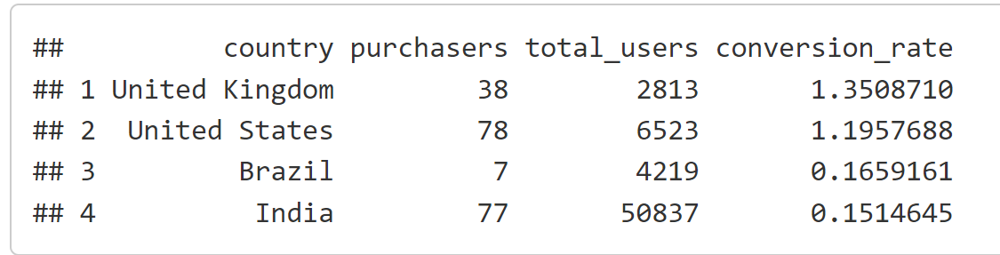 ##          country purchasers total_users conversion_rate
## 1 United Kingdom         38        2813       1.3508710
## 2  United States         78        6523       1.1957688
## 3         Brazil          7        4219       0.1659161
## 4          India         77       50837       0.1514645